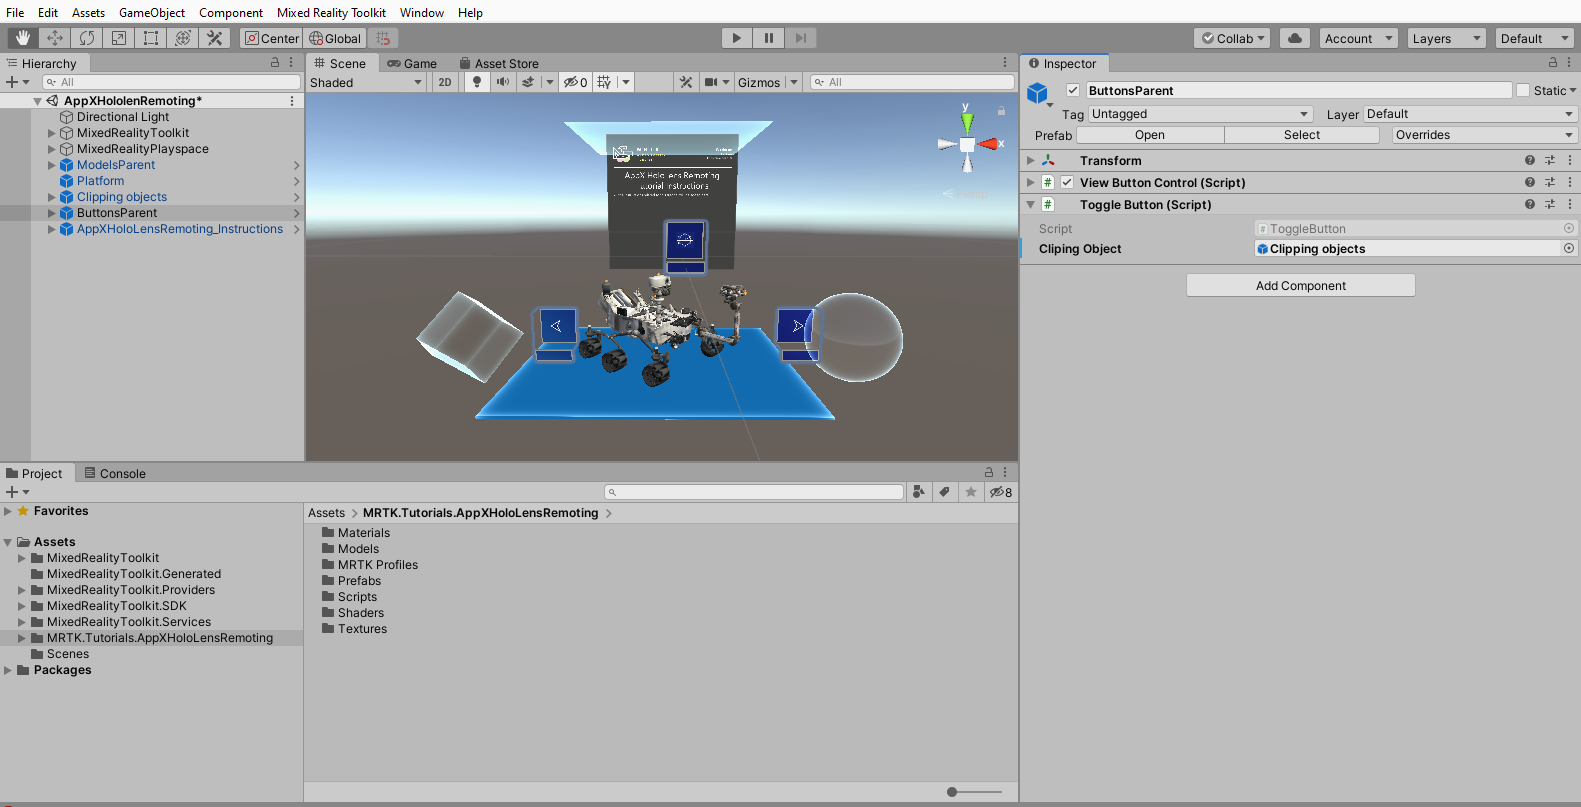 File Edit Assets GameObject Component Mixed Reality Toolkit Window Help
Center Global Collab Account Layers Default
Hierarchy
All
AppXHololenRemoting*
Directional Light
MixedRealityToolkit
MixedRealityPlayspace
ModelsParent
Platform
Clipping objects
ButtonsParent
AppXHoloLensRemoting_Instructions
Scene Game Asset Store
Shaded 2D 0 Gizmos All
y
x
Persp
AppX HoloLens Remoting
utorial Instructions
Inspector
ButtonsParent Static
Tag Untagged Layer Default
Prefab Open Select Overrides
Transform
# View Button Control (Script)
# Toggle Button (Script)
Script # ToggleButton
Cliping Object Clipping objects
Add Component
Project Console
8
Favorites
Assets
MixedRealityToolkit
MixedRealityToolkit.Generated
MixedRealityToolkit.Providers
MixedRealityToolkit.SDK
MixedRealityToolkit.Services
MRTK.Tutorials.AppXHoloLensRemoting
Scenes
Packages
Assets > MRTK.Tutorials.AppXHoloLensRemoting >
Materials
Models
MRTK Profiles
Prefabs
Scripts
Shaders
Textures